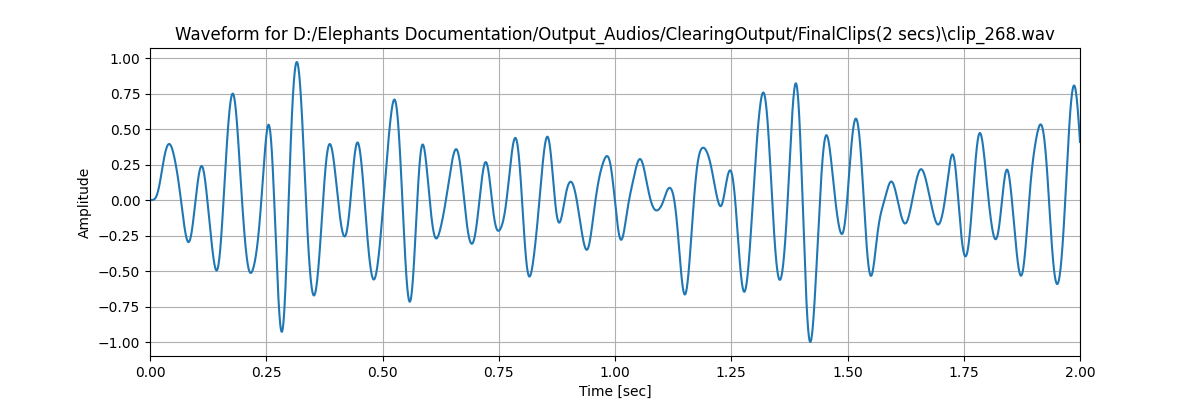 Waveform for D:/Elephants Documentation/Output_Audios/ClearingOutput/FinalClips(2 secs)\clip_268.wav
1.00
0.75
0.50
0.25
0.00
−0.25
−0.50
−0.75
−1.00
Amplitude
0.00 0.25 0.50 0.75 1.00 1.25 1.50 1.75 2.00
Time [sec]